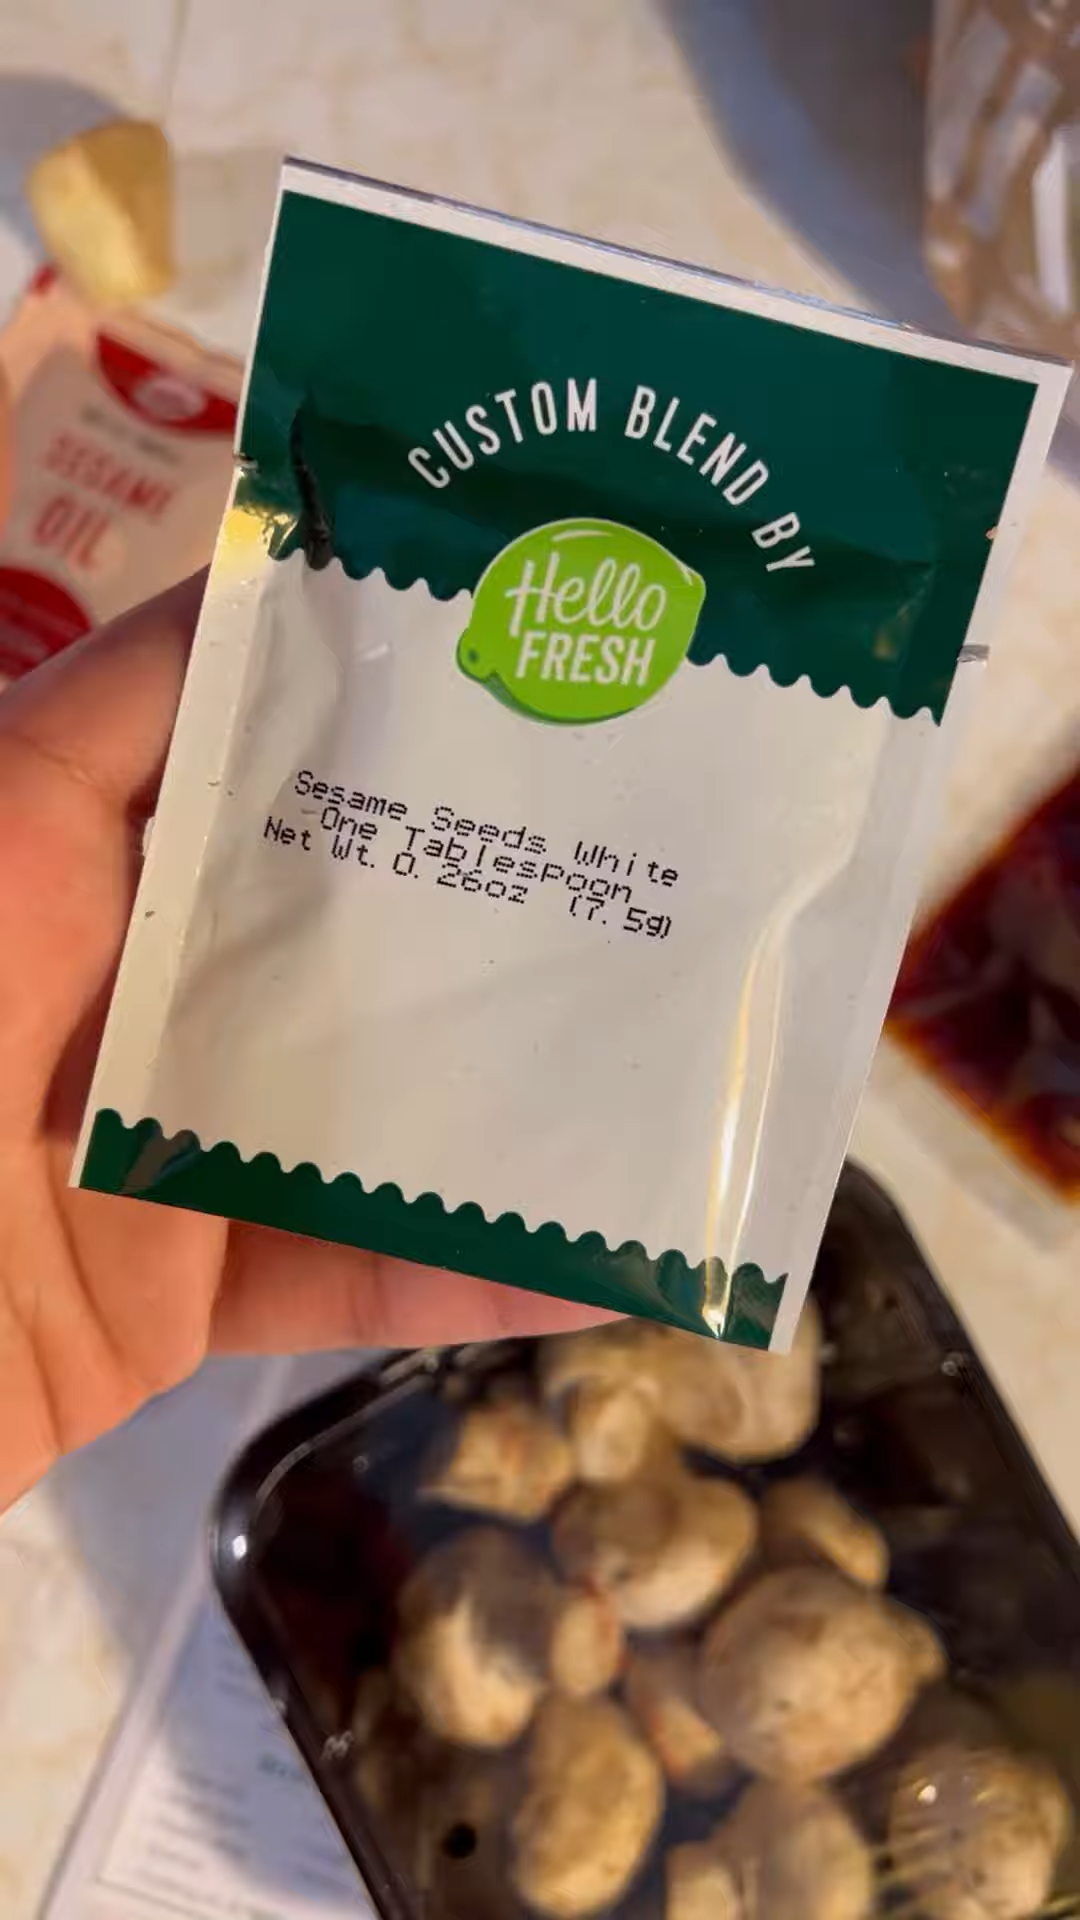 CUSTOM BLEND BY
Hello
FRESH
Sesame Seeds White
One Tablespoon
Net Wt. 0.26oz (7.5g)
SESAME
OIL